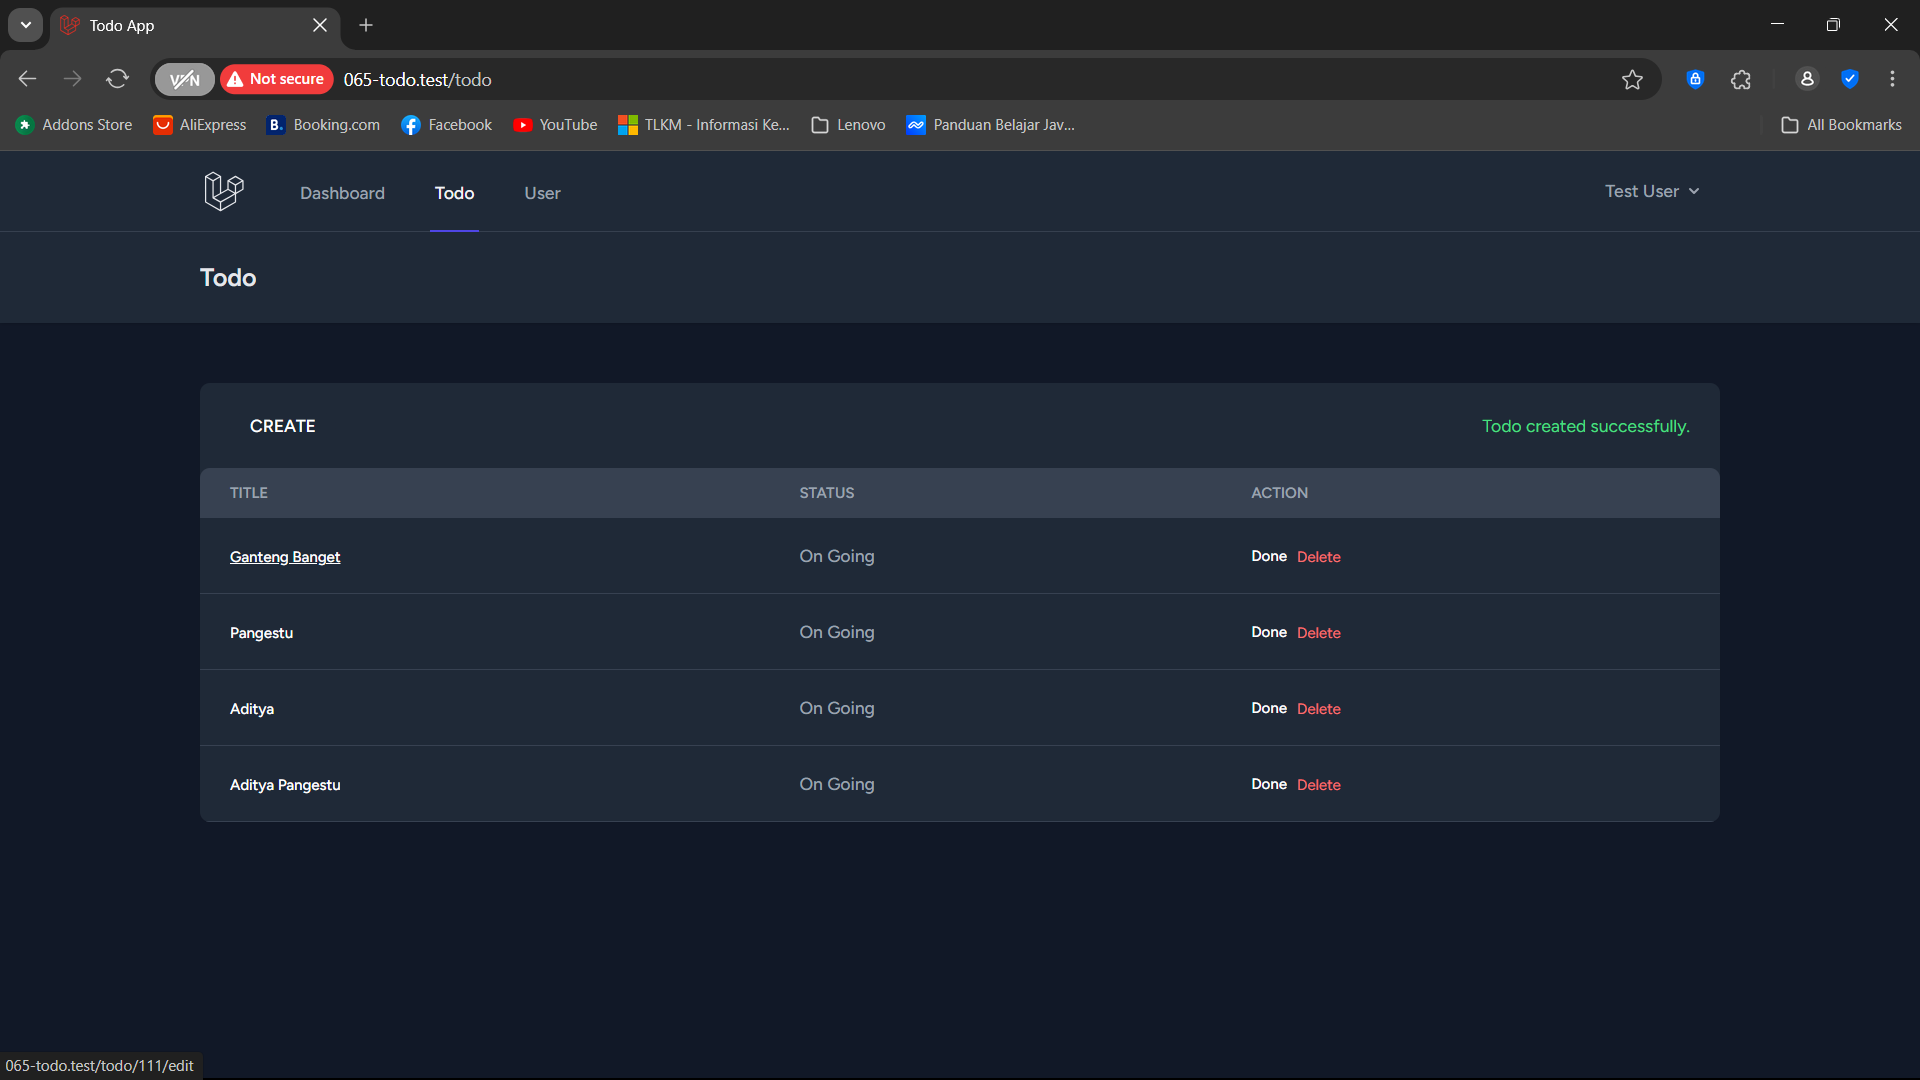 Todo App
VPN Not secure 065-todo.test/todo
Addons Store AliExpress Booking.com Facebook YouTube TLKM - Informasi Ke... Lenovo Panduan Belajar Jav... All Bookmarks
Dashboard Todo User Test User
Todo
CREATE Todo created successfully.
TITLE STATUS ACTION
Ganteng Banget On Going Done Delete
Pangestu On Going Done Delete
Aditya On Going Done Delete
Aditya Pangestu On Going Done Delete
065-todo.test/todo/111/edit